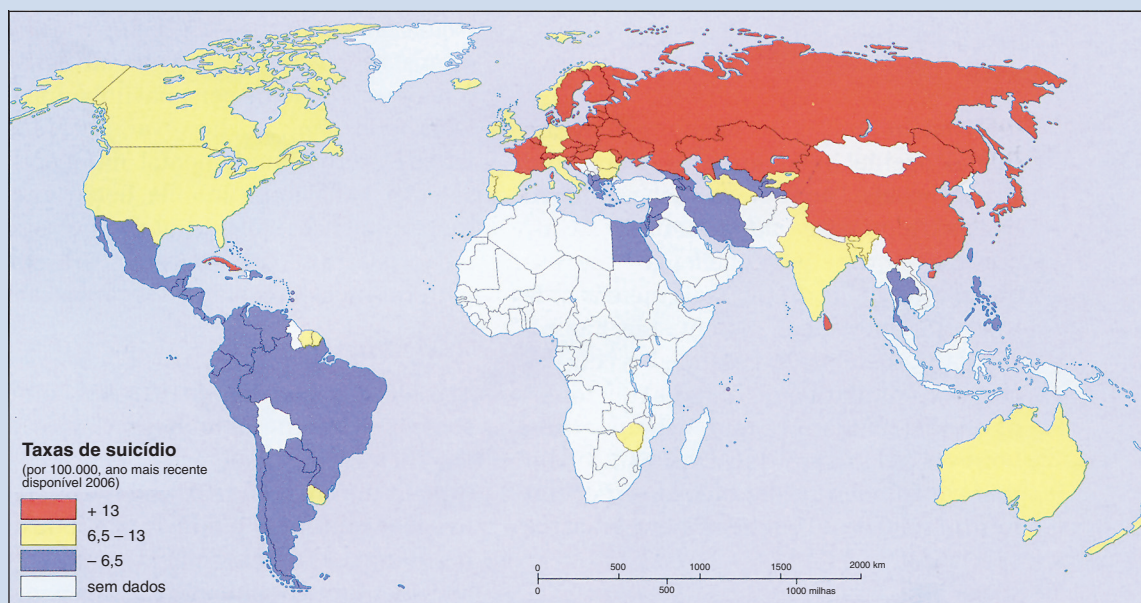 Taxas de suicídio
(por 100.000, ano mais recente
disponível 2006)
+ 13
6,5 – 13
– 6,5
sem dados
0 500 1000 1500 2000 km
0 500 1000 milhas